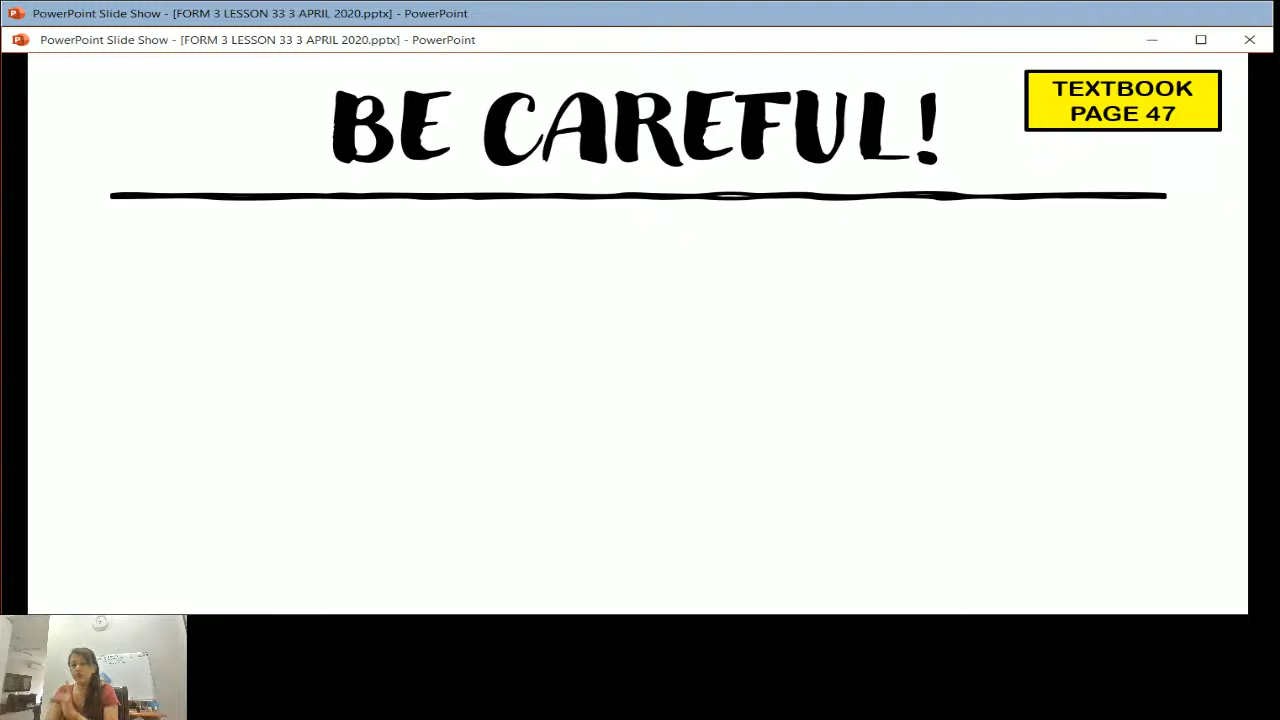 PowerPoint Slide Show - [FORM 3 LESSON 33 3 APRIL 2020.pptx] - PowerPoint
PowerPoint Slide Show - [FORM 3 LESSON 33 3 APRIL 2020.pptx] - PowerPoint
BE CAREFUL!
TEXTBOOK
PAGE 47